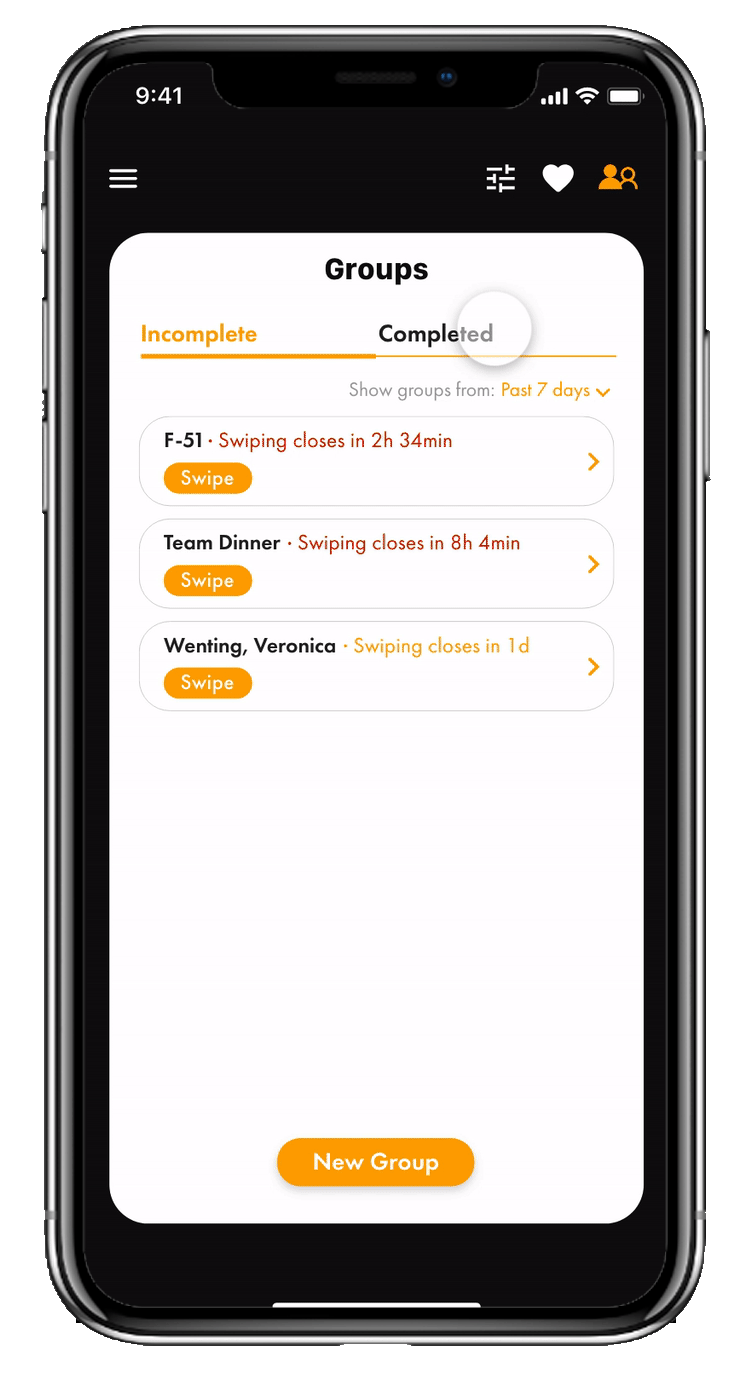 9:41
Groups
Incomplete Completed
Show groups from: Past 7 days
F-51 · Swiping closes in 2h 34min
Swipe
Team Dinner · Swiping closes in 8h 4min
Swipe
Wenting, Veronica · Swiping closes in 1d
Swipe
New Group